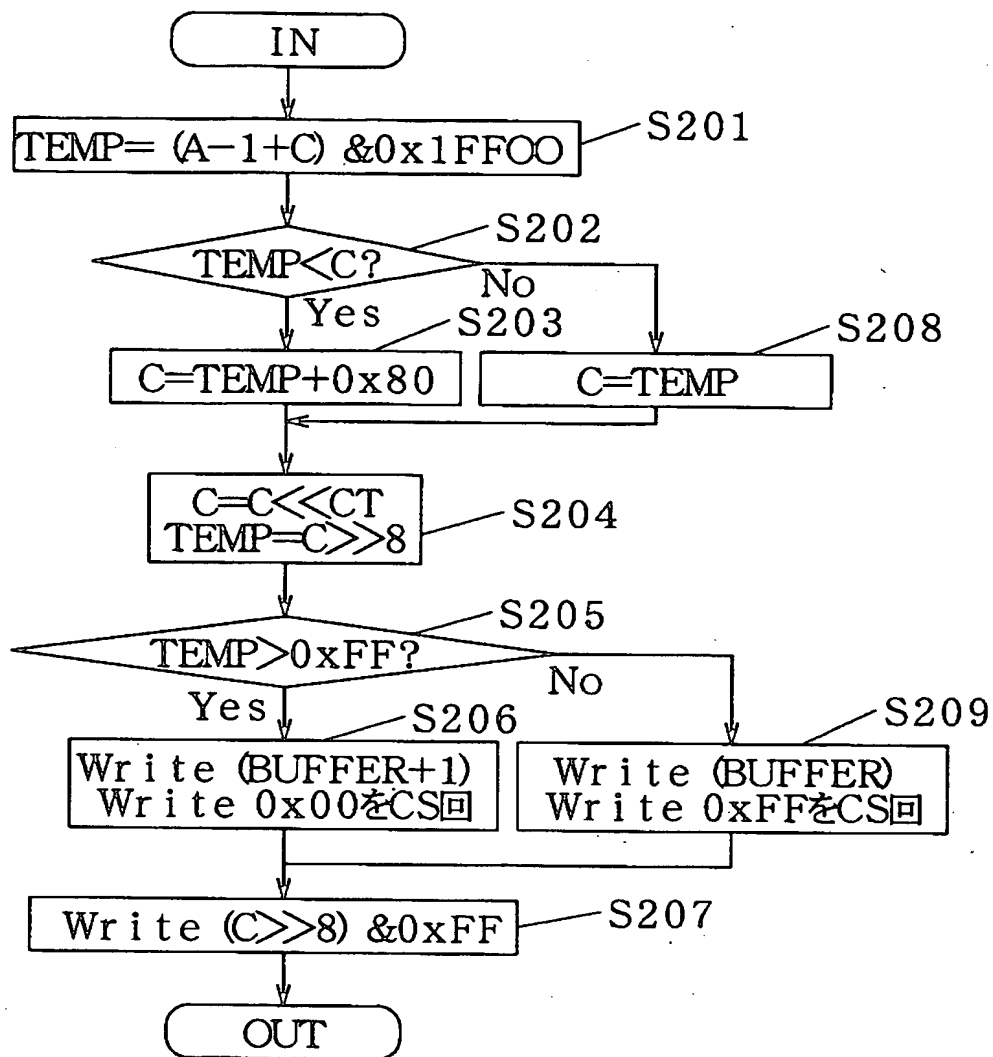 IN
TEMP=(A-1+C)&0x1FF00
S201
TEMP<C?
S202
Yes
No
C=TEMP+0x80
S203
C=TEMP
S208
C=C<<CT
TEMP=C>>8
S204
TEMP>0xFF?
S205
Yes
No
Write(BUFFER+1)
Write 0x00をCS回
S206
Write(BUFFER)
Write 0xFFをCS回
S209
Write(C>>8)&0xFF
S207
OUT